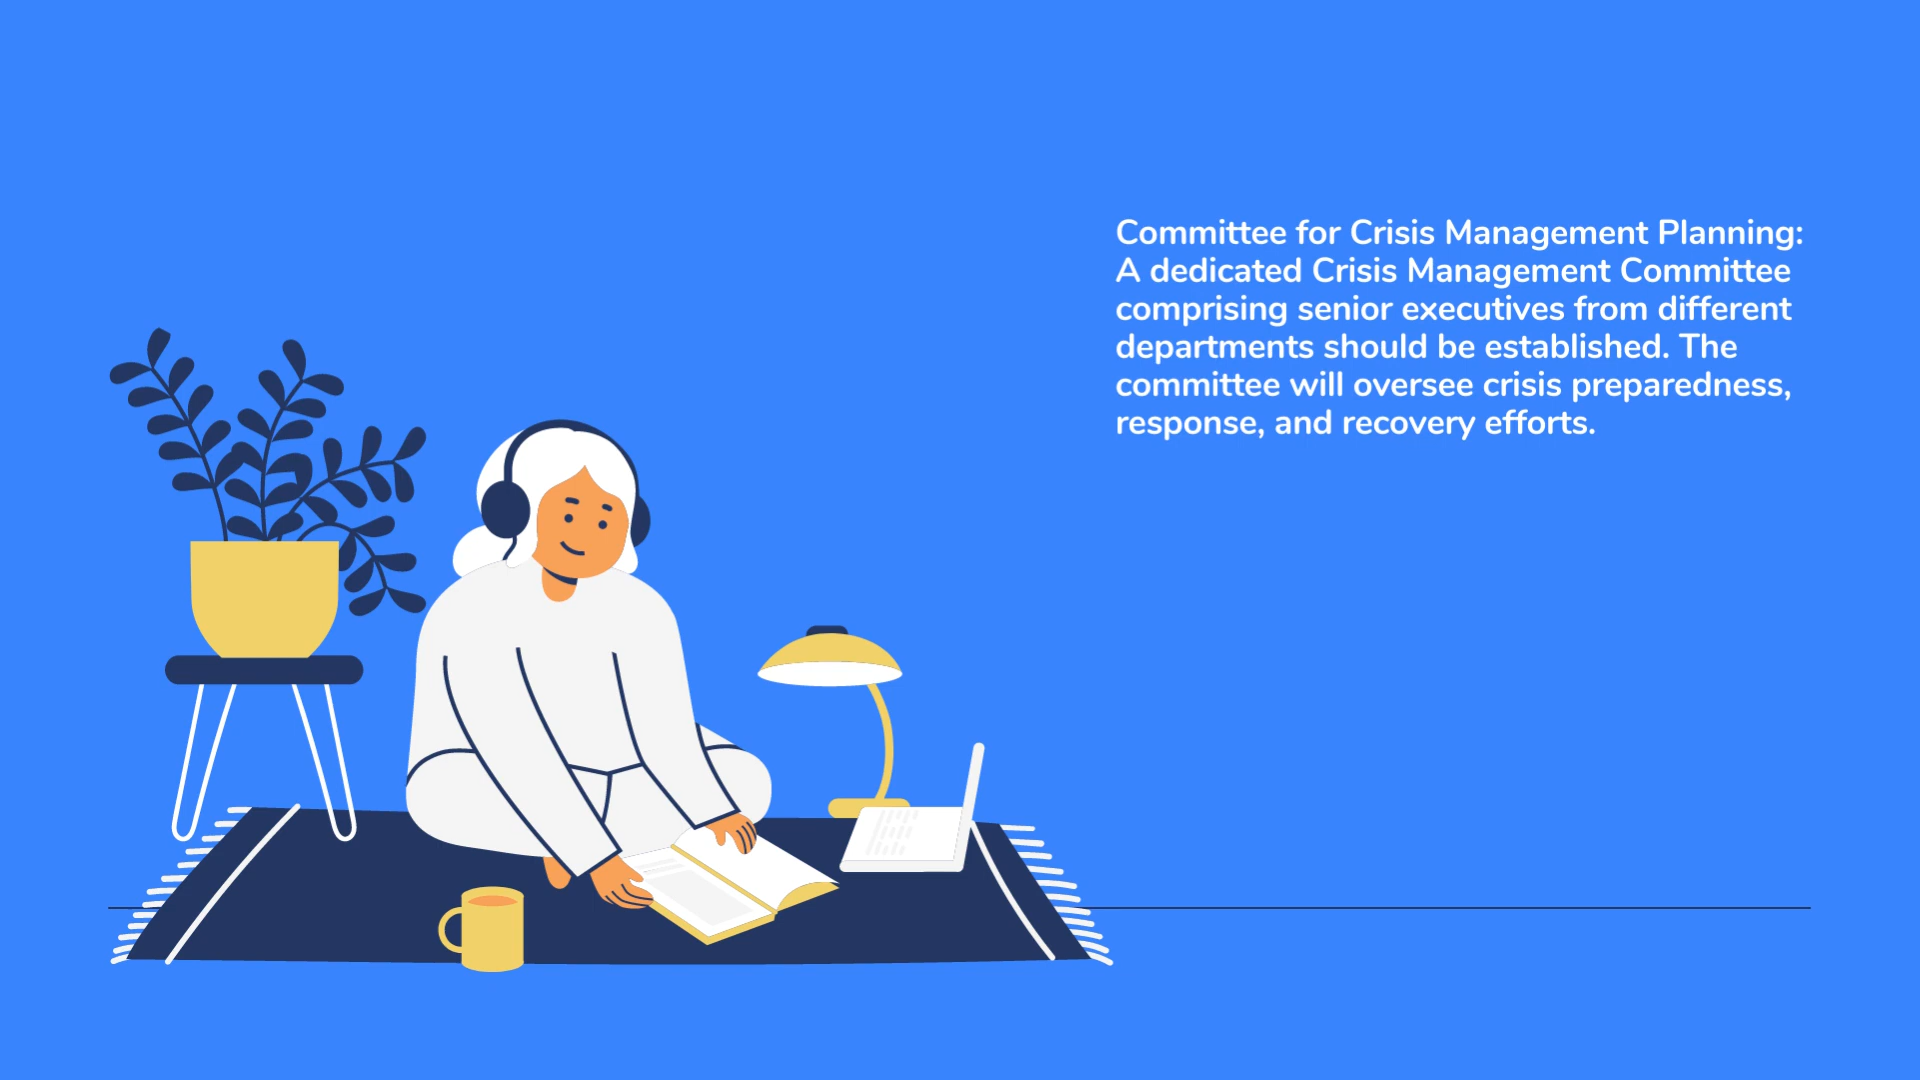 Committee for Crisis Management Planning:
A dedicated Crisis Management Committee
comprising senior executives from different
departments should be established. The
committee will oversee crisis preparedness,
response, and recovery efforts.